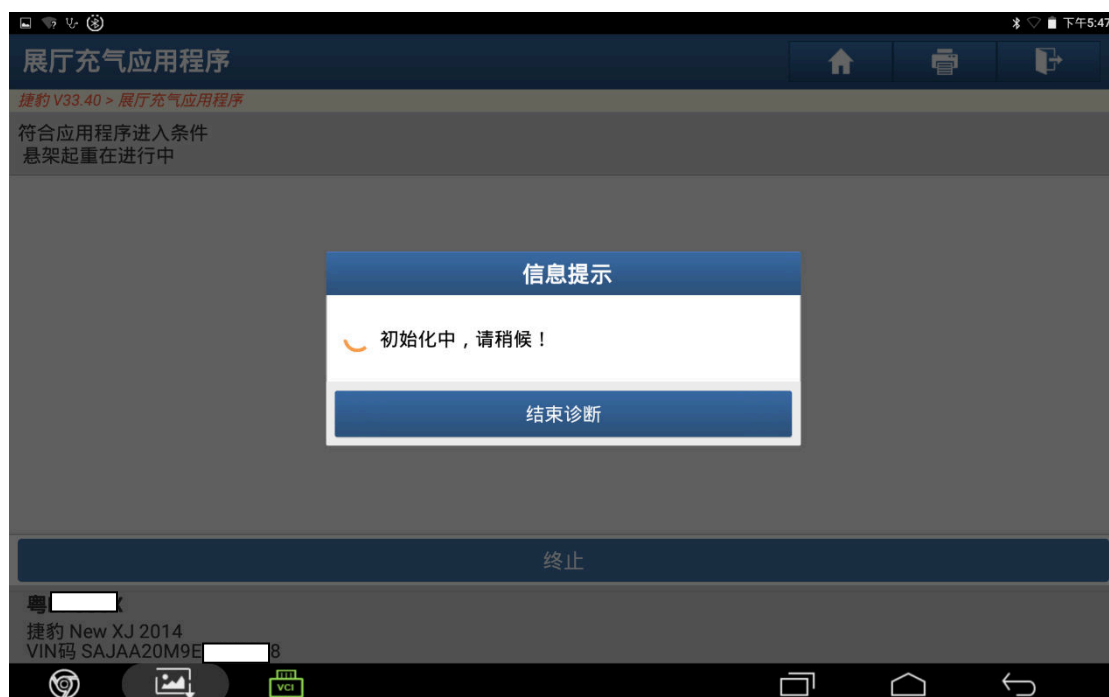 下午5:47
展厅充气应用程序
捷豹 V33.40 > 展厅充气应用程序
符合应用程序进入条件
悬架起重在进行中
信息提示
初始化中，请稍候！
结束诊断
终止
粤
捷豹 New XJ 2014
VIN码 SAJAA20M9E 8
VCI